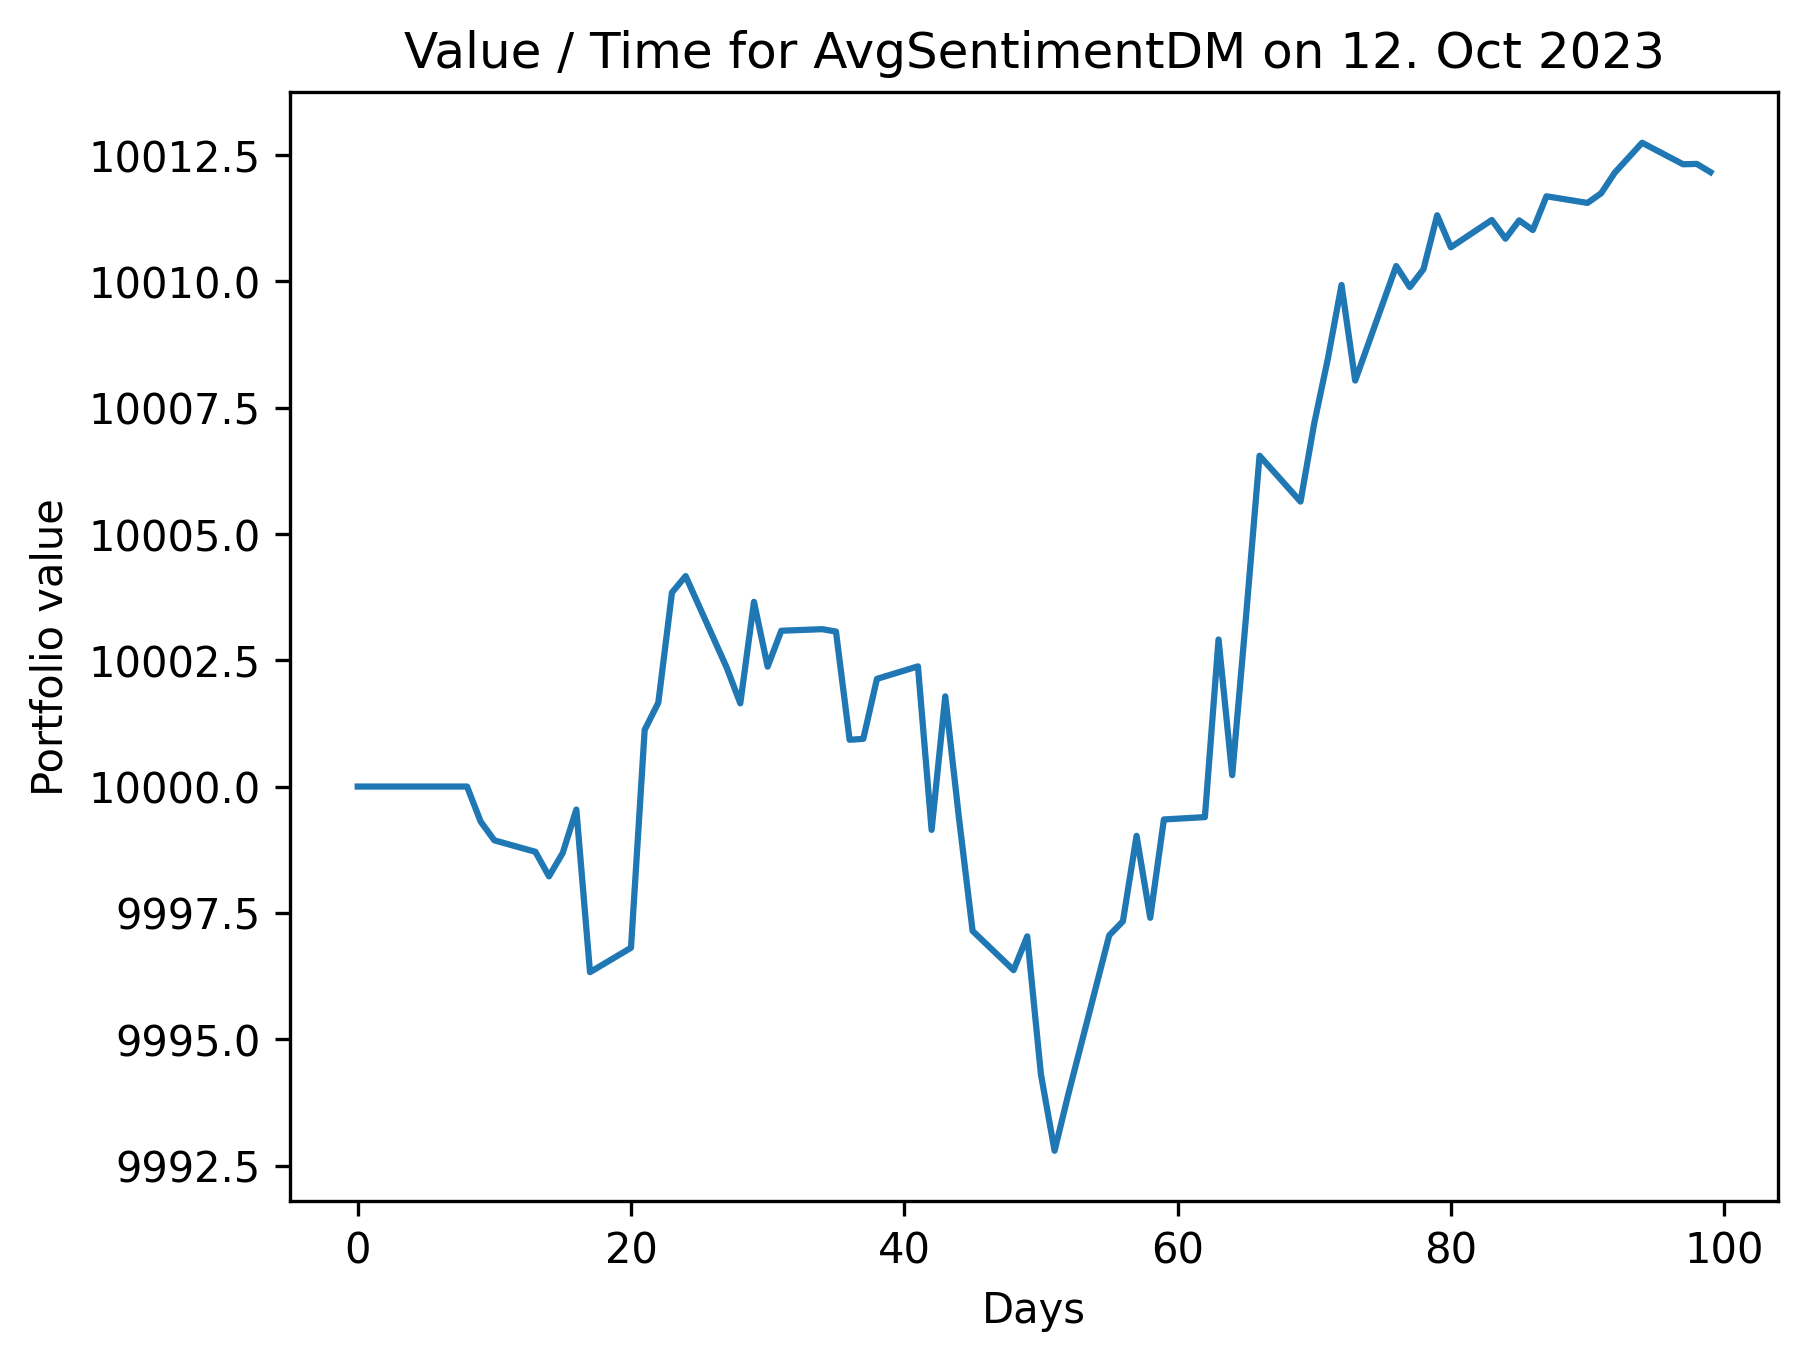 Value / Time for AvgSentimentDM on 12. Oct 2023
Portfolio value
10012.5
10010.0
10007.5
10005.0
10002.5
10000.0
9997.5
9995.0
9992.5
0 20 40 60 80 100
Days